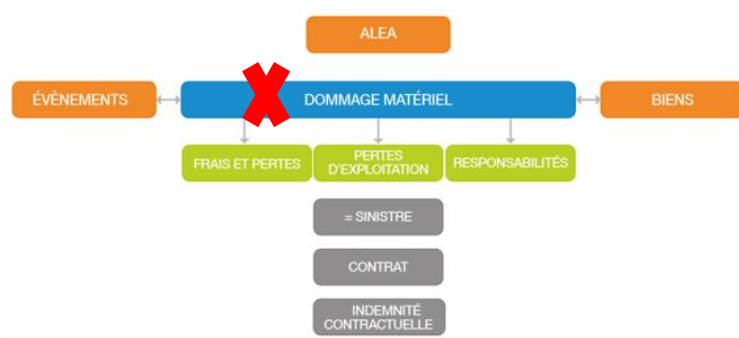 ALEA
ÉVÈNEMENTS
DOMMAGE MATÉRIEL
BIENS
FRAIS ET PERTES
PERTES
D'EXPLOITATION
RESPONSABILITÉS
= SINISTRE
CONTRAT
INDEMNITÉ
CONTRACTUELLE